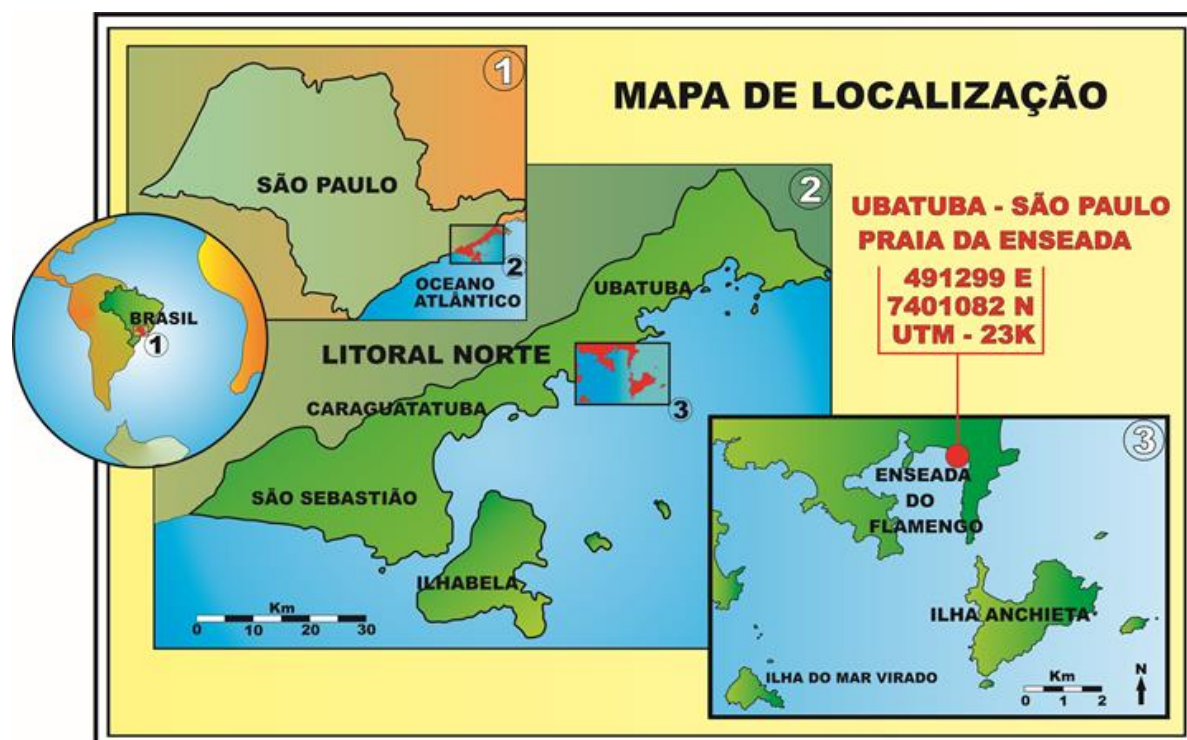 MAPA DE LOCALIZAÇÃO
1
SÃO PAULO
2
OCEANO
ATLÂNTICO
BRASIL
1
2
UBATUBA
LITORAL NORTE
CARAGUATATUBA
3
SÃO SEBASTIÃO
ILHABELA
Km
0 10 20 30
UBATUBA - SÃO PAULO
PRAIA DA ENSEADA
491299 E
7401082 N
UTM - 23K
3
ENSEADA
DO
FLAMENGO
ILHA ANCHIETA
ILHA DO MAR VIRADO
Km
0 1 2
N